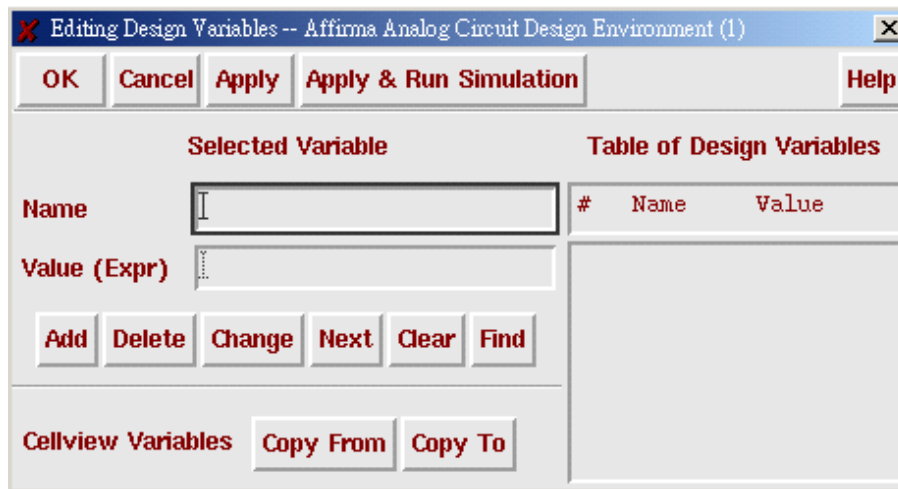 Editing Design Variables -- Affirma Analog Circuit Design Environment (1)
OK Cancel Apply Apply & Run Simulation Help
Selected Variable Table of Design Variables
Name # Name Value
Value (Expr)
Add Delete Change Next Clear Find
Cellview Variables Copy From Copy To